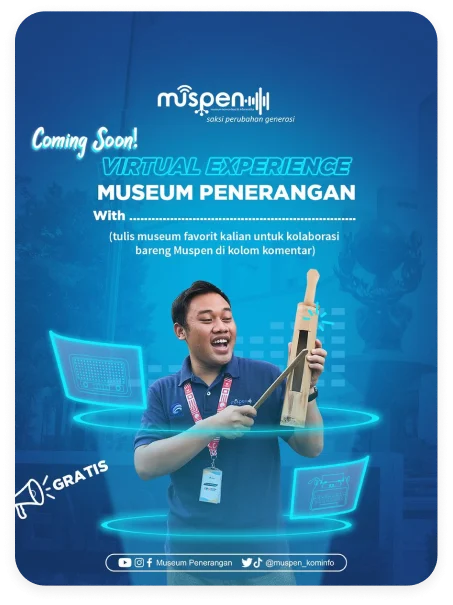 muspen
saksi perubahan generasi
Coming Soon!
VIRTUAL EXPERIENCE
MUSEUM PENERANGAN
With ............................................................
(tulis museum favorit kalian untuk kolaborasi
bareng Muspen di kolom komentar)
GRATIS
Museum Penerangan @muspen_kominfo